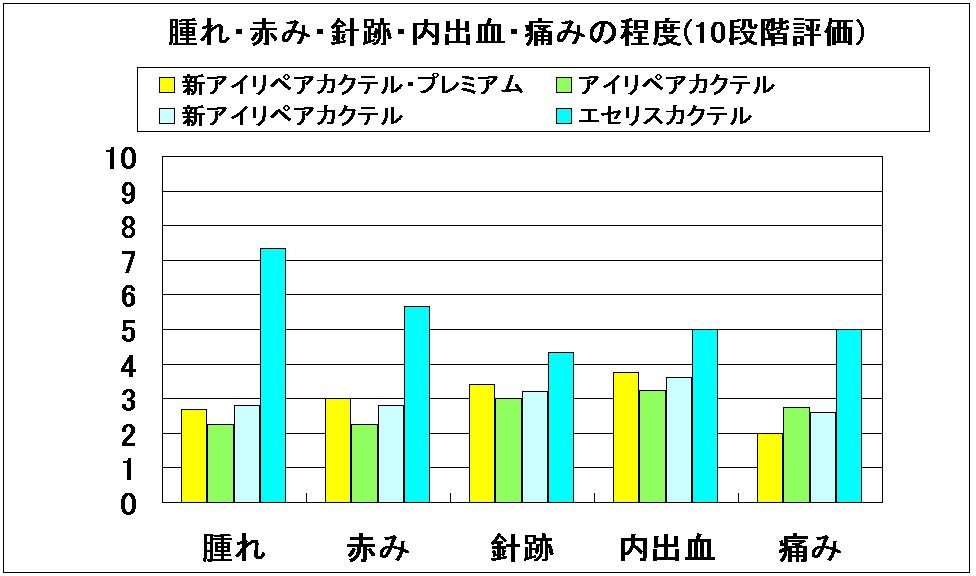 腫れ・赤み・針跡・内出血・痛みの程度(10段階評価)
新アイリペアカクテル・プレミアム
アイリペアカクテル
新アイリペアカクテル
エセリスカクテル
10
9
8
7
6
5
4
3
2
1
0
腫れ
赤み
針跡
内出血
痛み